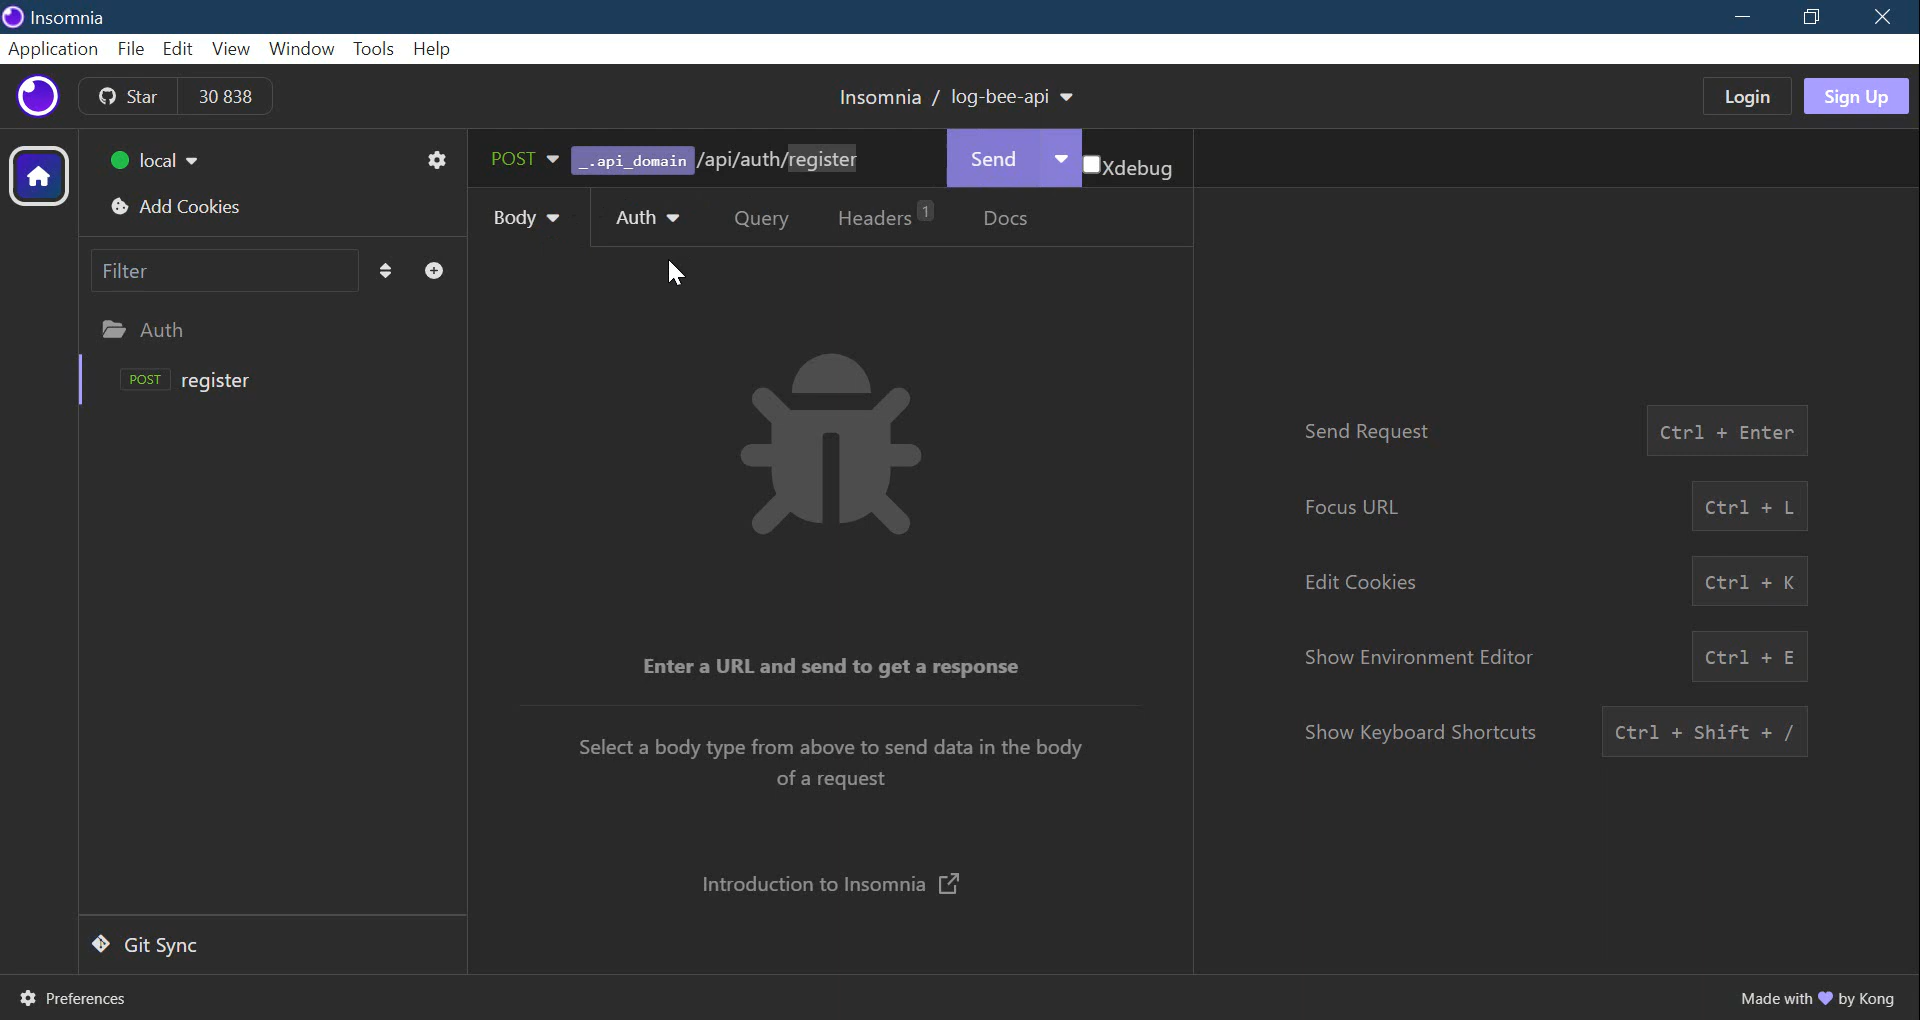 Insomnia
Application File Edit View Window Tools Help
Star 30 838
Insomnia / log-bee-api
Login Sign Up
local
Add Cookies
Filter
Auth
POST register
Git Sync
POST _.api_domain /api/auth/register Send Xdebug
Body Auth Query Headers 1 Docs
Enter a URL and send to get a response
Select a body type from above to send data in the body
of a request
Introduction to Insomnia
Send Request Ctrl + Enter
Focus URL Ctrl + L
Edit Cookies Ctrl + K
Show Environment Editor Ctrl + E
Show Keyboard Shortcuts Ctrl + Shift + /
Preferences
Made with 💜 by Kong